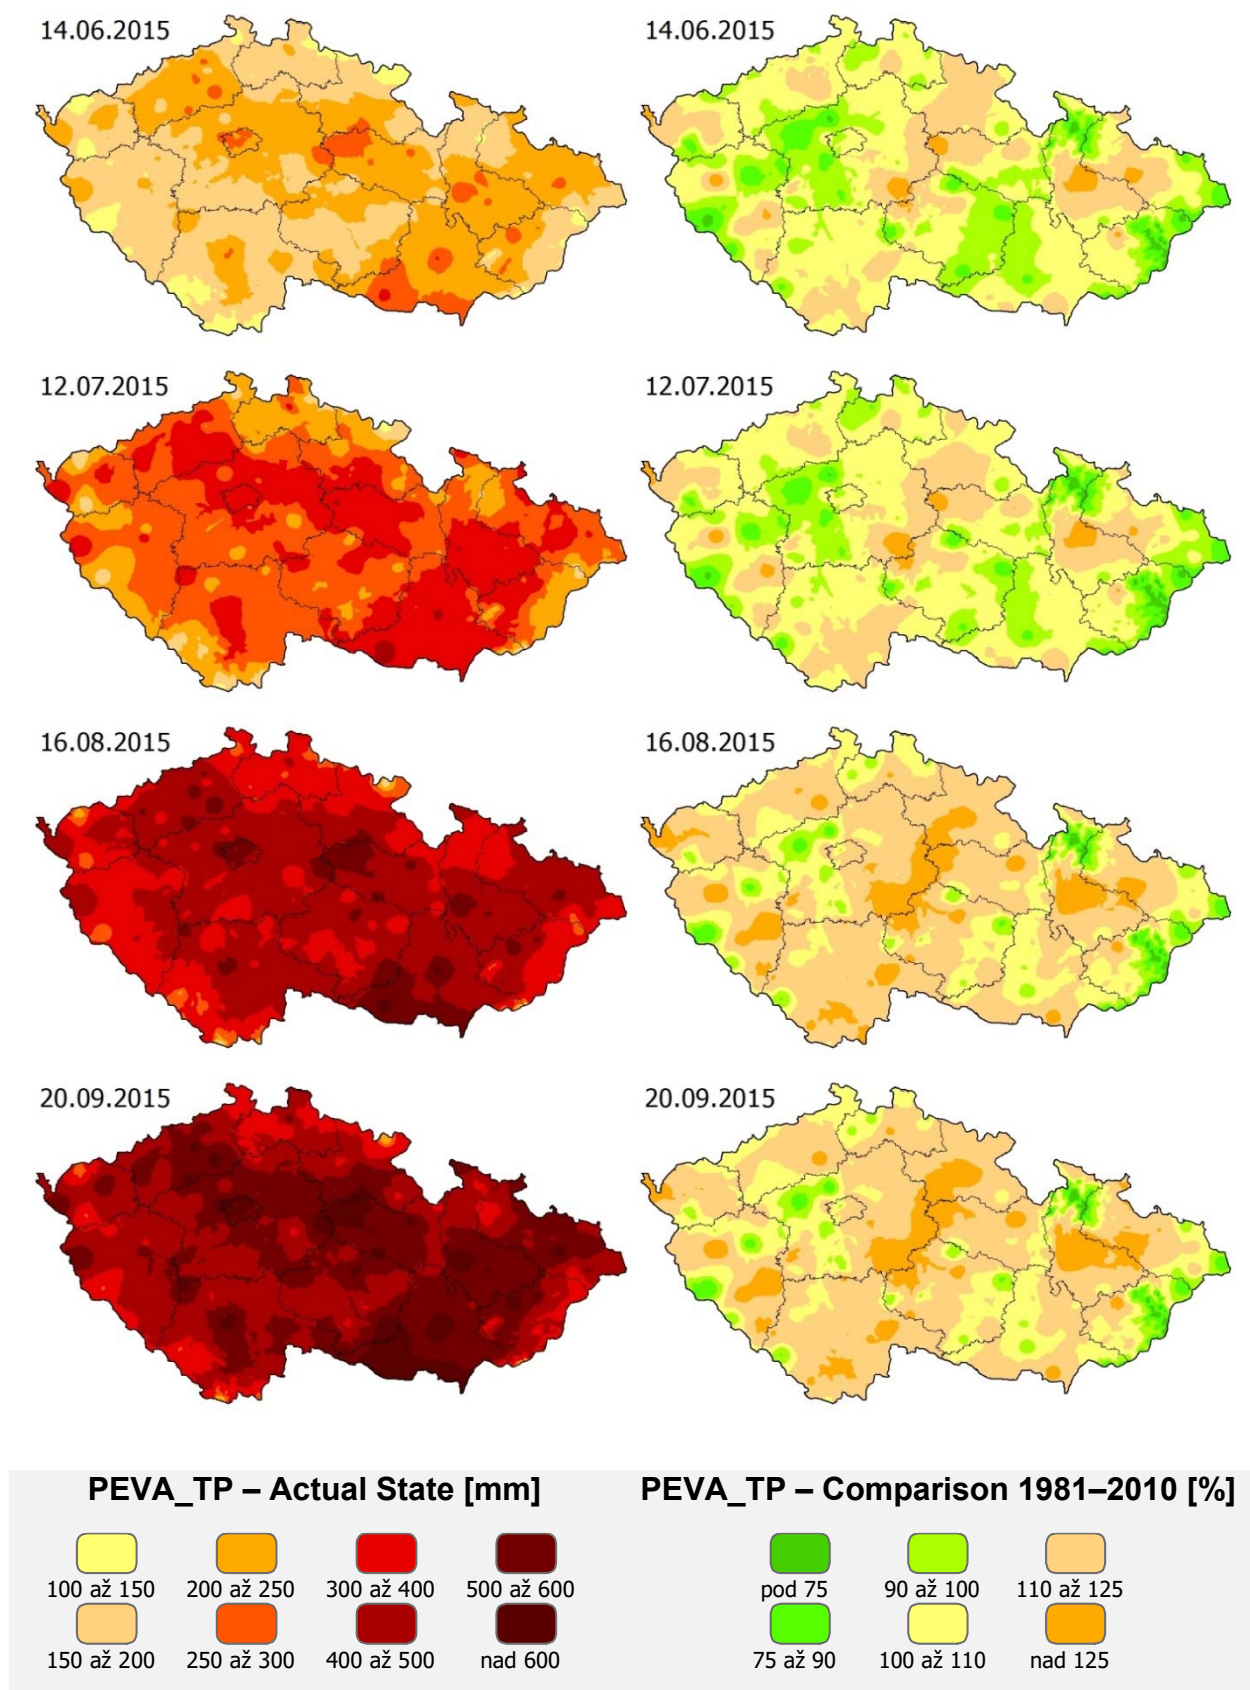 14.06.2015
14.06.2015
12.07.2015
12.07.2015
16.08.2015
16.08.2015
20.09.2015
20.09.2015
PEVA_TP – Actual State [mm]
100 až 150
200 až 250
300 až 400
500 až 600
150 až 200
250 až 300
400 až 500
nad 600
PEVA_TP – Comparison 1981–2010 [%]
pod 75
90 až 100
110 až 125
75 až 90
100 až 110
nad 125